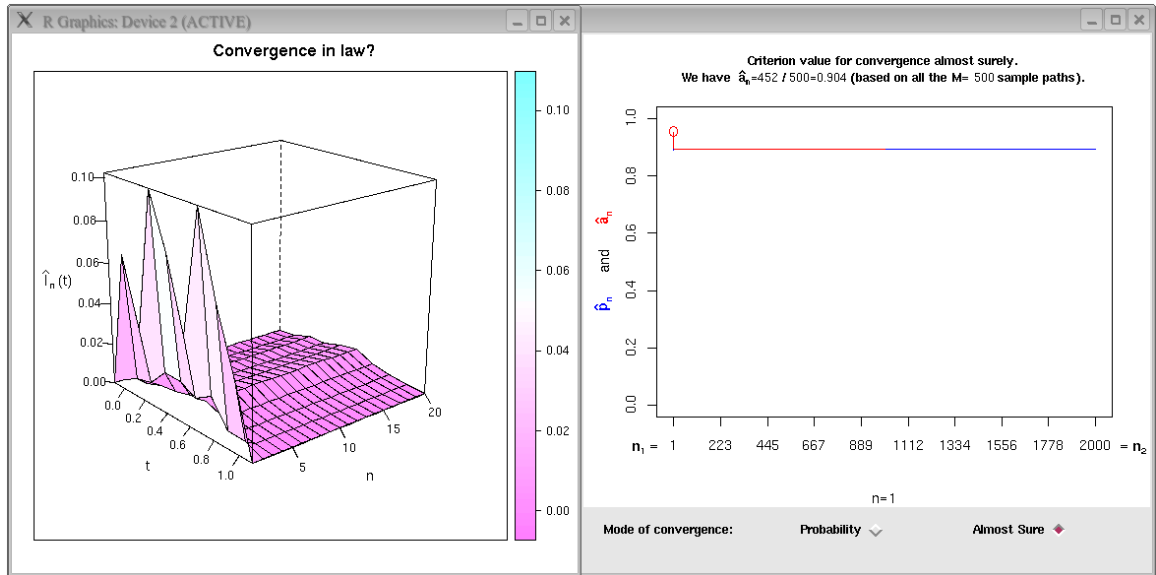 R Graphics: Device 2 (ACTIVE)
Convergence in law?
0.10
0.08
0.06
0.04
0.02
0.00
l̂n(t)
0.0
0.2
0.4
0.6
0.8
1.0
t
5
10
15
20
n
0.10
0.08
0.06
0.04
0.02
0.00
Criterion value for convergence almost surely.
We have ân=452 / 500=0.904 (based on all the M= 500 sample paths).
1.0
0.8
0.6
0.4
0.2
0.0
p̂n and ân
n1 = 1 223 445 667 889 1112 1334 1556 1778 2000 = n2
n=1
Mode of convergence: Probability Almost Sure